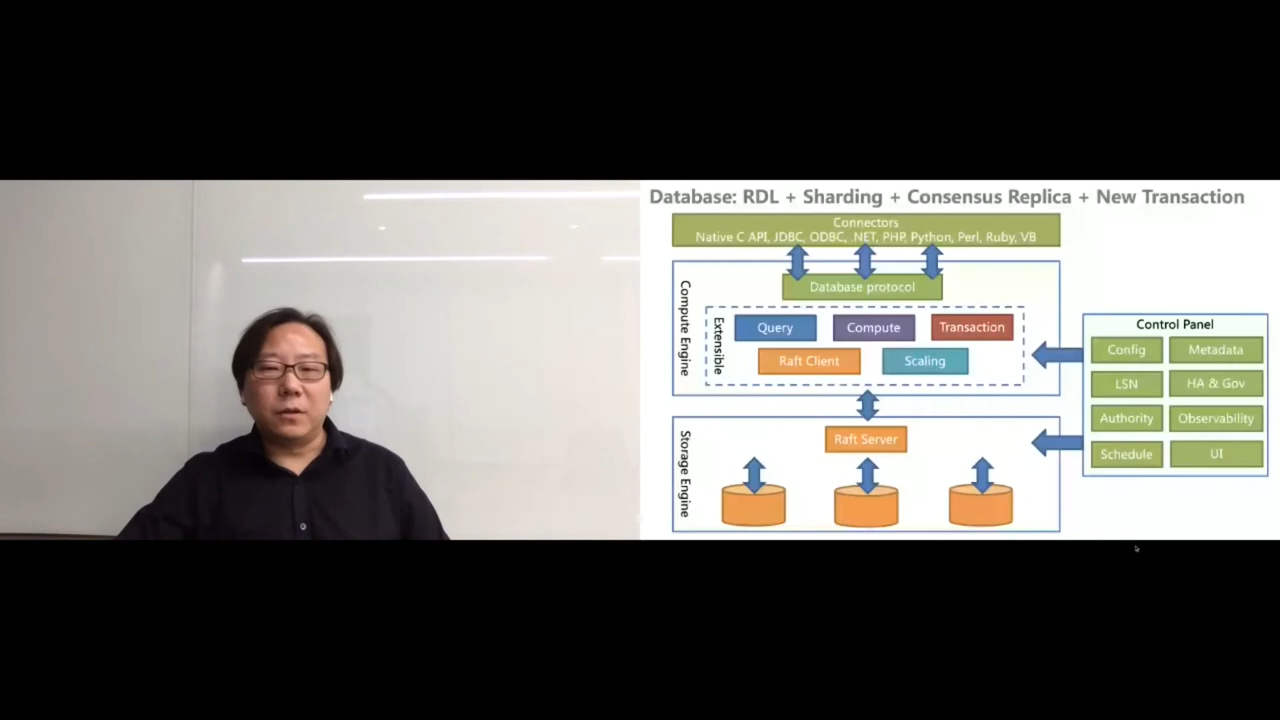 Database: RDL + Sharding + Consensus Replica + New Transaction
Connectors
Native C API, JDBC, ODBC, .NET, PHP, Python, Perl, Ruby, VB
Compute Engine
Database protocol
Extensible
Query
Compute
Transaction
Raft Client
Scaling
Storage Engine
Raft Server
Control Panel
Config
Metadata
LSN
HA & Gov
Authority
Observability
Schedule
UI